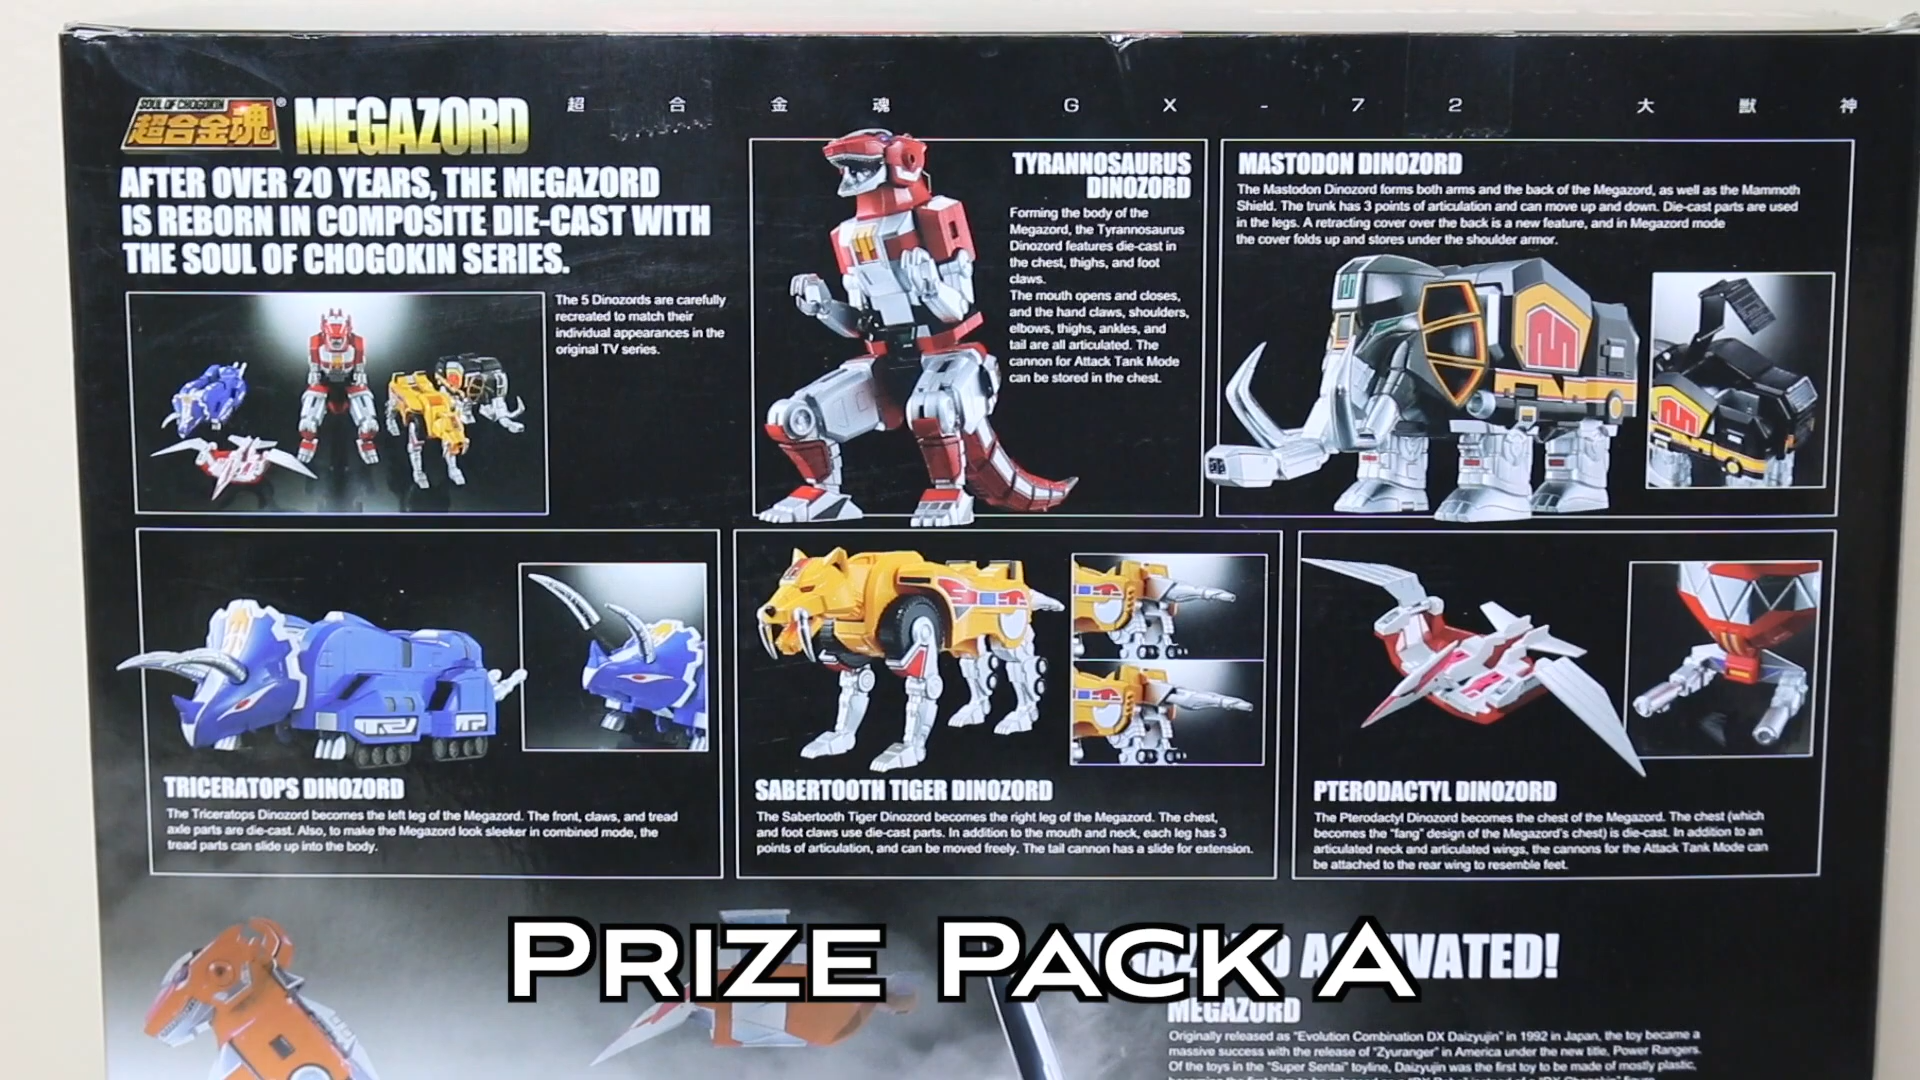 SOUL OF CHOGOKIN
超合金魂® MEGAZORD
超 合 金 魂 G X - 7 2 大 獣 神
AFTER OVER 20 YEARS, THE MEGAZORD
IS REBORN IN COMPOSITE DIE-CAST WITH
THE SOUL OF CHOGOKIN SERIES.
The 5 Dinozords are carefully
recreated to match their
individual appearances in the
original TV series.
TYRANNOSAURUS
DINOZORD
Forming the body of the
Megazord, the Tyrannosaurus
Dinozord features die-cast in
the chest, thighs, and foot
claws.
The mouth opens and closes,
and the hand claws, shoulders,
elbows, thighs, ankles, and
tail are all articulated. The
cannon for Attack Tank Mode
can be stored in the chest.
MASTODON DINOZORD
The Mastodon Dinozord forms both arms and the back of the Megazord, as well as the Mammoth
Shield. The trunk has 3 points of articulation and can move up and down. Die-cast parts are used
in the legs. A retracting cover over the back is a new feature, and in Megazord mode
the cover folds up and stores under the shoulder armor.
TRICERATOPS DINOZORD
The Triceratops Dinozord becomes the left leg of the Megazord. The front, claws, and tread
axle parts are die-cast. Also, to make the Megazord look sleeker in combined mode, the
tread parts can slide up into the body.
SABERTOOTH TIGER DINOZORD
The Sabertooth Tiger Dinozord becomes the right leg of the Megazord. The chest,
and foot claws use die-cast parts. In addition to the mouth and neck, each leg has 3
points of articulation, and can be moved freely. The tail cannon has a slide for extension.
PTERODACTYL DINOZORD
The Pterodactyl Dinozord becomes the chest of the Megazord. The chest (which
becomes the "fang" design of the Megazord's chest) is die-cast. In addition to an
articulated neck and articulated wings, the cannons for the Attack Tank Mode can
be attached to the rear wing to resemble feet.
PRIZE PACK A
MEGAZORD
Originally released as "Evolution Combination DX Daizyujin" in 1992 in Japan, the toy became a
massive success with the release of "Zyuranger" in America under the new title, Power Rangers.
Of the toys in the "Super Sentai" toyline, Daizyujin was the first toy to be made of mostly plastic,